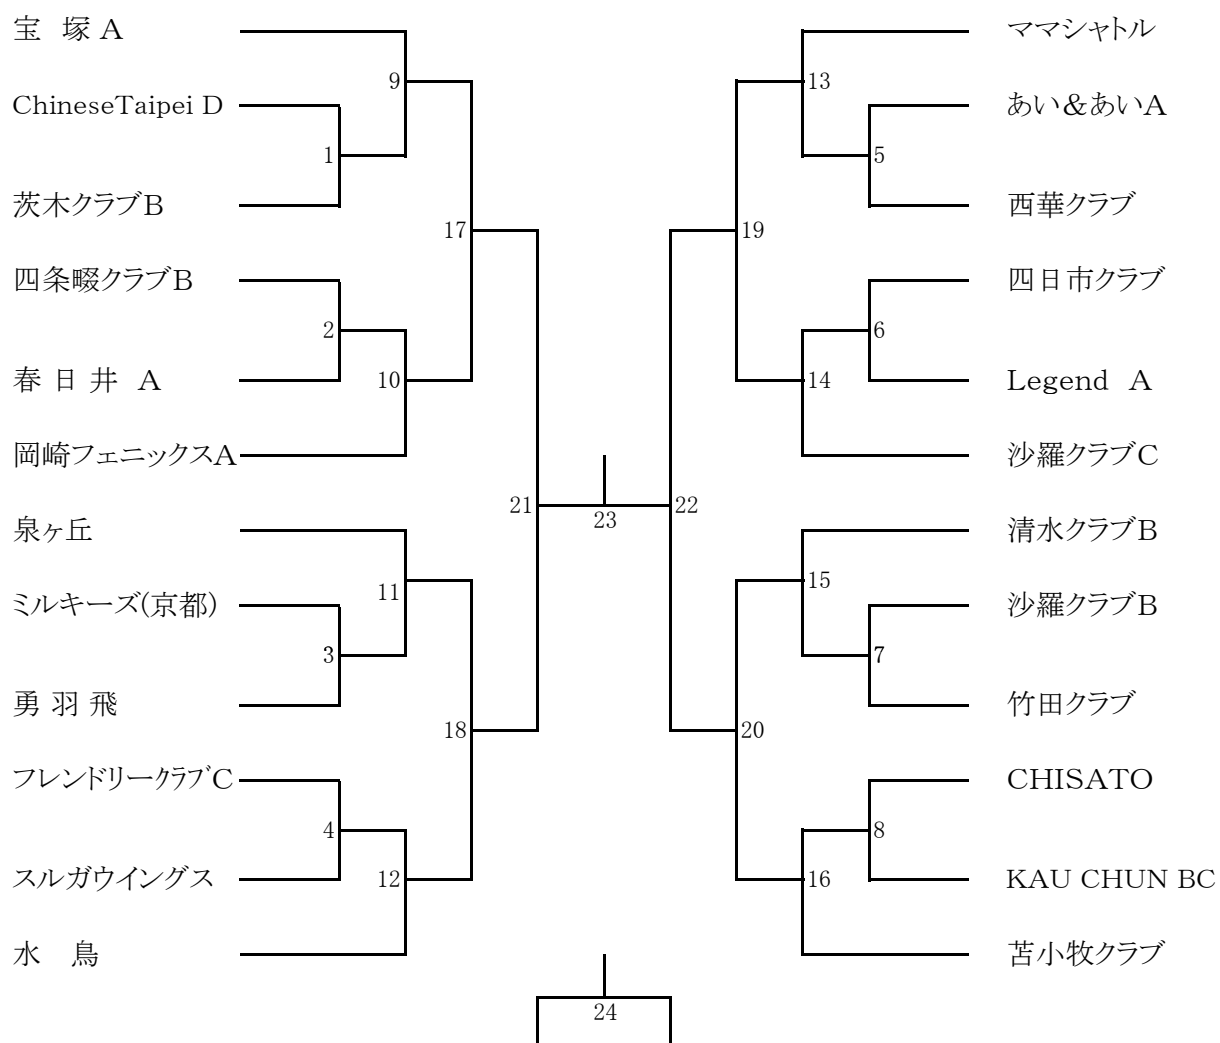 宝 塚 A
ChineseTaipei D
茨木クラブB
四条畷クラブB
春 日 井 A
岡崎フェニックスA
泉ヶ丘
ミルキーズ(京都)
勇 羽 飛
フレンドリークラブC
スルガウイングス
水 鳥
9
1
17
2
10
21
11
3
18
4
12
23
24
13
5
19
6
14
22
15
7
20
8
16
ママシャトル
あい&あいA
西華クラブ
四日市クラブ
Legend A
沙羅クラブC
清水クラブB
沙羅クラブB
竹田クラブ
CHISATO
KAU CHUN BC
苫小牧クラブ